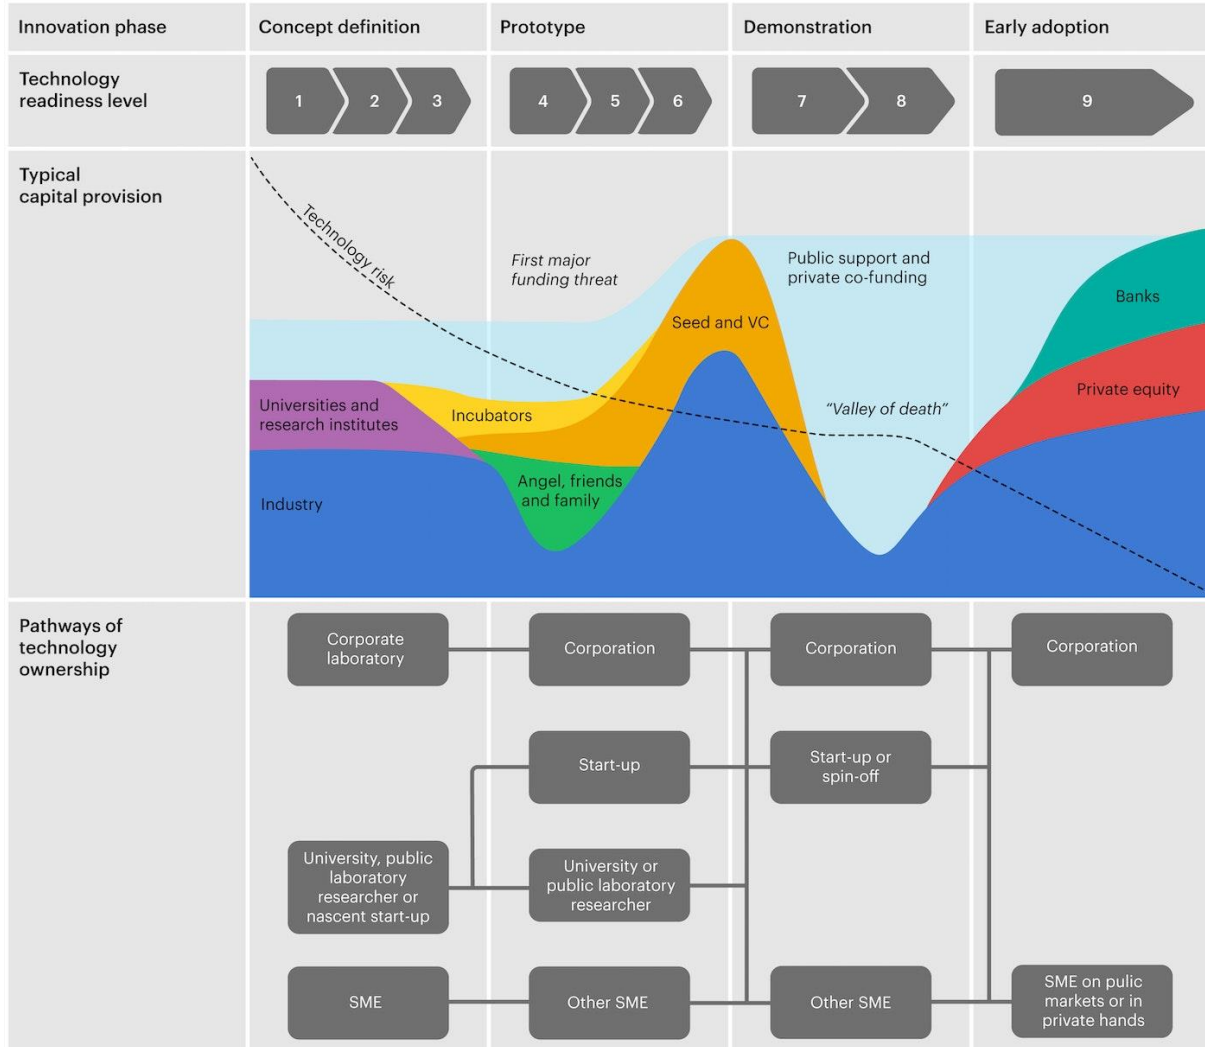 Innovation phase
Concept definition
Prototype
Demonstration
Early adoption
Technology
readiness level
1
2
3
4
5
6
7
8
9
Typical
capital provision
Technology risk
First major
funding threat
Public support and
private co-funding
Banks
Seed and VC
Private equity
"Valley of death"
Universities and
research institutes
Incubators
Angel, friends
and family
Industry
Pathways of
technology
ownership
Corporate
laboratory
Corporation
Corporation
Corporation
Start-up
Start-up or
spin-off
University, public
laboratory
researcher or
nascent start-up
University or
public laboratory
researcher
SME
Other SME
Other SME
SME on pulic
markets or in
private hands